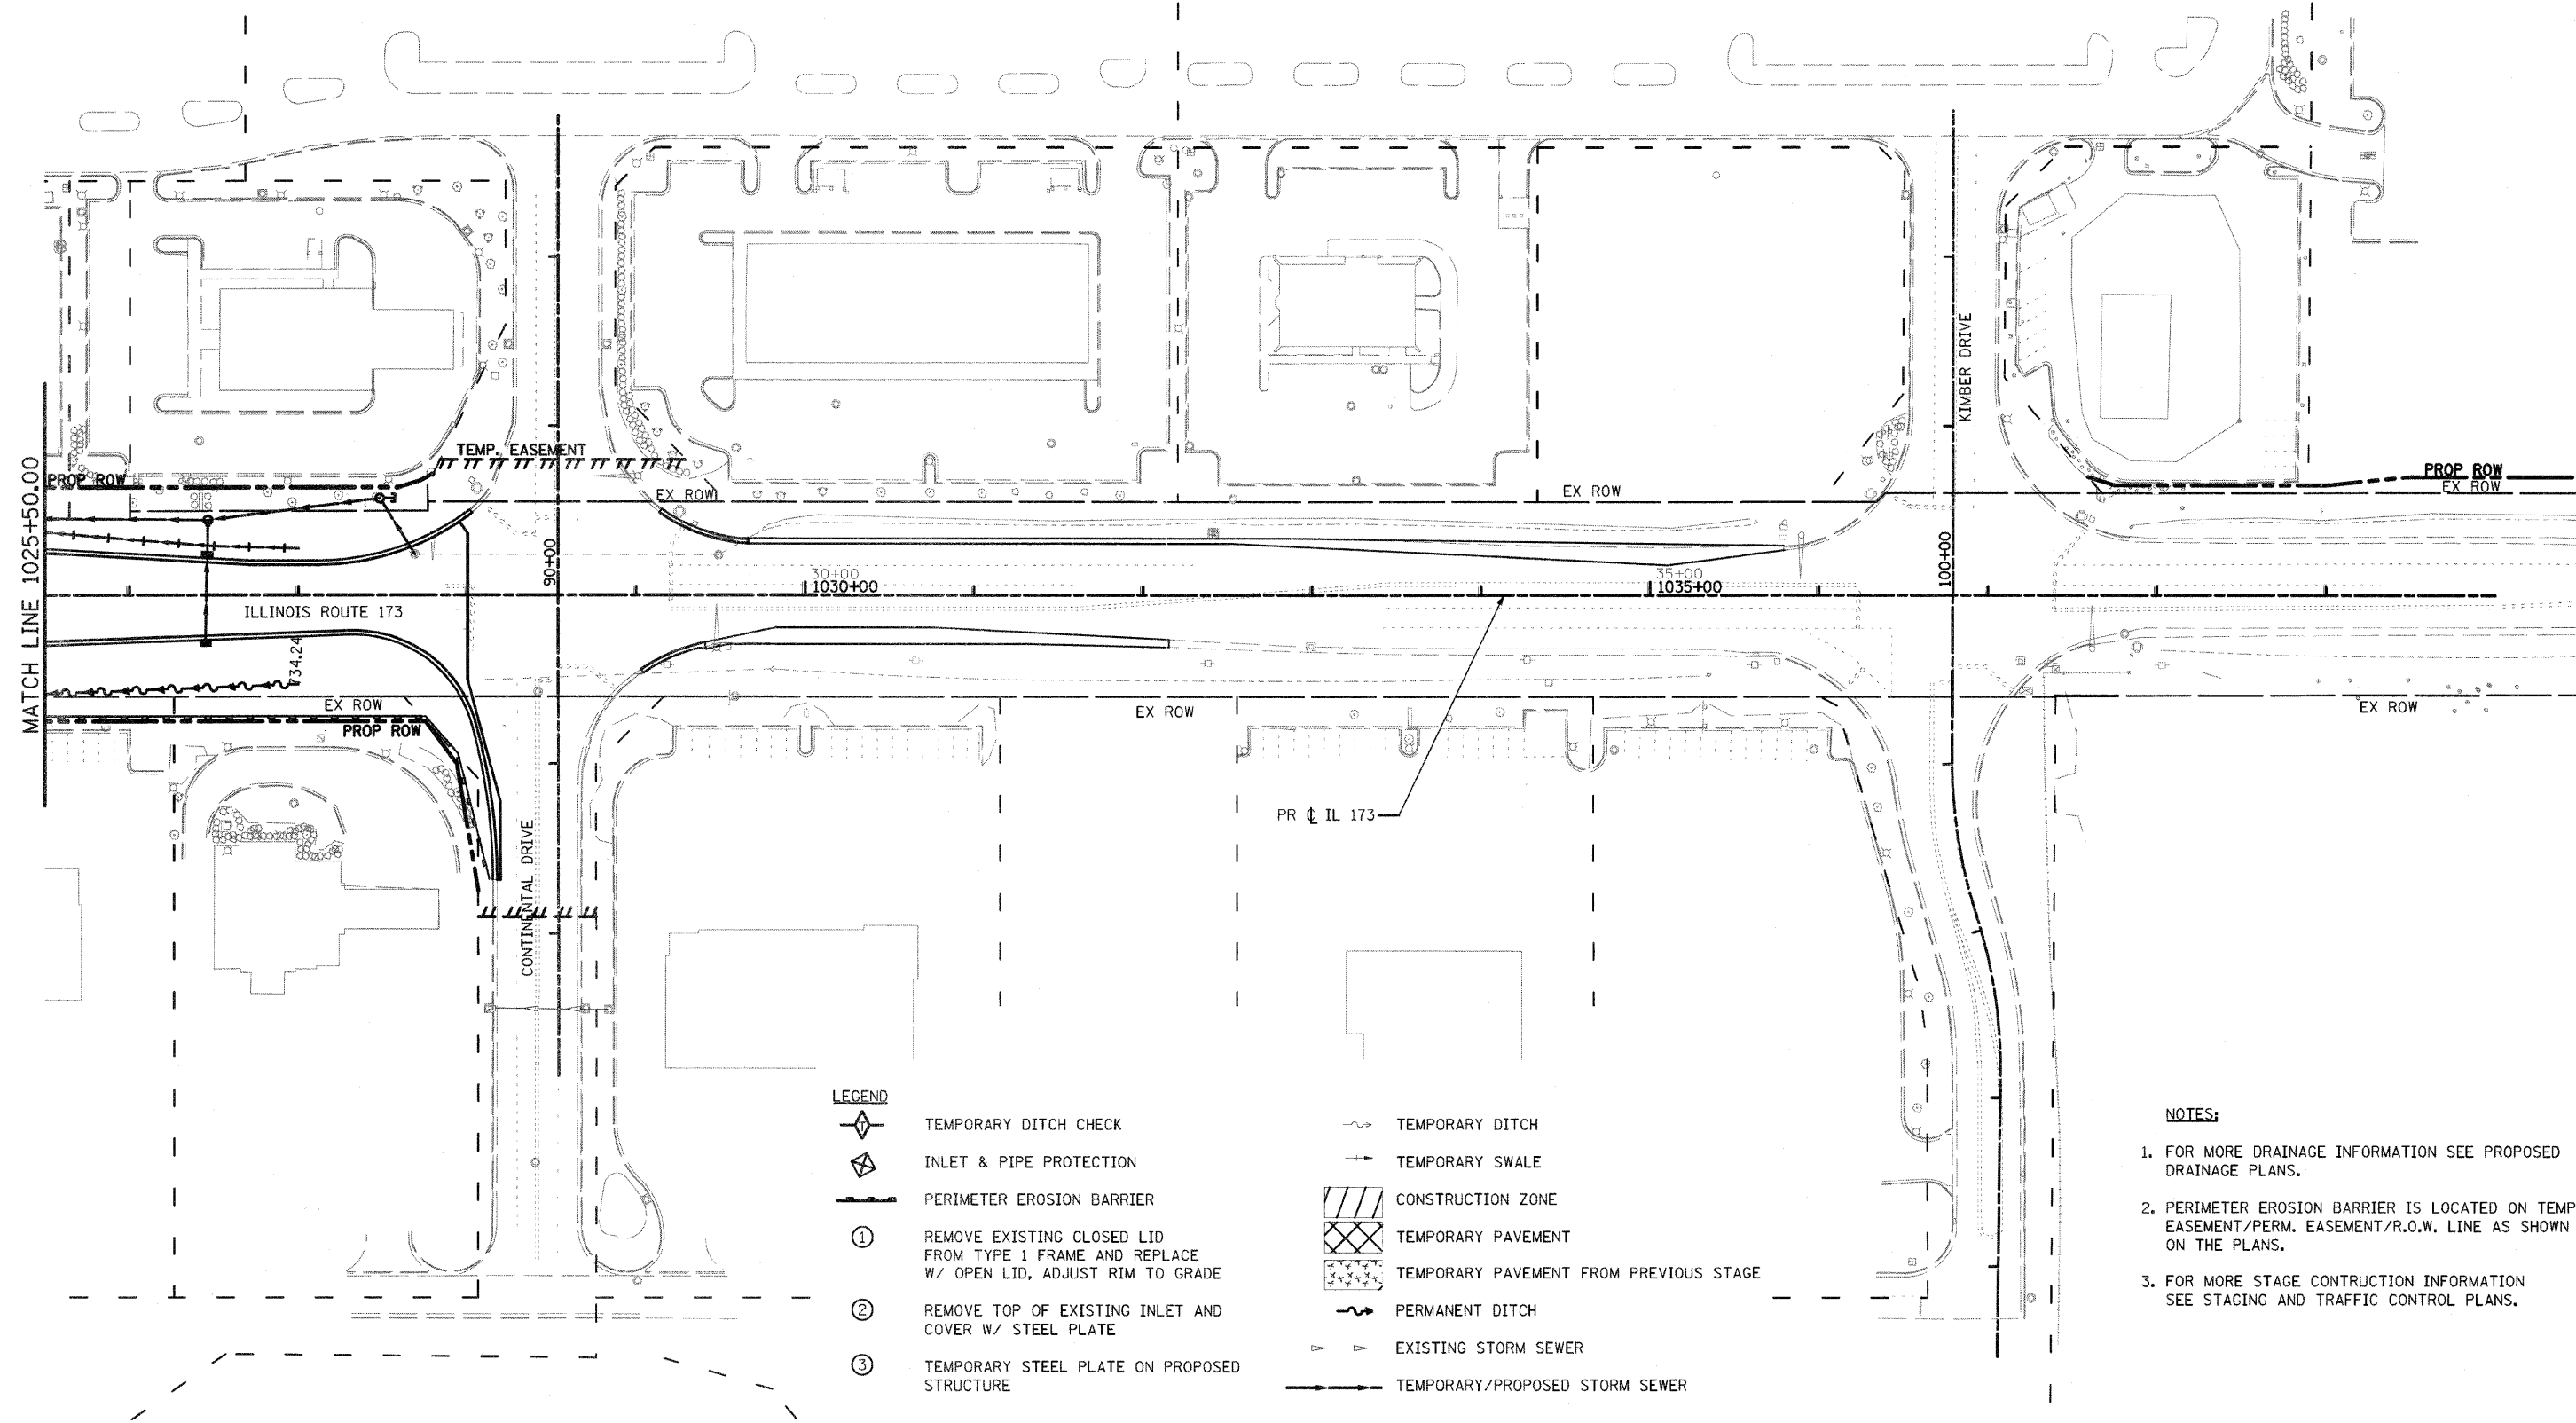 KIMBER DRIVE
MATCH LINE 1025+50.00
TEMP. EASEMENT
PROP ROW
EX ROW
EX ROW
PROP ROW
EX ROW
90+00
100+00
30+00
1030+00
35+00
1035+00
ILLINOIS ROUTE 173
734.24
EX ROW
PROP ROW
EX ROW
EX ROW
PR ℄ IL 173
CONTINENTAL DRIVE
LEGEND
TEMPORARY DITCH CHECK
INLET & PIPE PROTECTION
PERIMETER EROSION BARRIER
1 REMOVE EXISTING CLOSED LID
FROM TYPE 1 FRAME AND REPLACE
W/ OPEN LID, ADJUST RIM TO GRADE
2 REMOVE TOP OF EXISTING INLET AND
COVER W/ STEEL PLATE
3 TEMPORARY STEEL PLATE ON PROPOSED
STRUCTURE
TEMPORARY DITCH
TEMPORARY SWALE
CONSTRUCTION ZONE
TEMPORARY PAVEMENT
TEMPORARY PAVEMENT FROM PREVIOUS STAGE
PERMANENT DITCH
EXISTING STORM SEWER
TEMPORARY/PROPOSED STORM SEWER
NOTES:
1. FOR MORE DRAINAGE INFORMATION SEE PROPOSED
DRAINAGE PLANS.
2. PERIMETER EROSION BARRIER IS LOCATED ON TEMP
EASEMENT/PERM. EASEMENT/R.O.W. LINE AS SHOWN
ON THE PLANS.
3. FOR MORE STAGE CONTRUCTION INFORMATION
SEE STAGING AND TRAFFIC CONTROL PLANS.